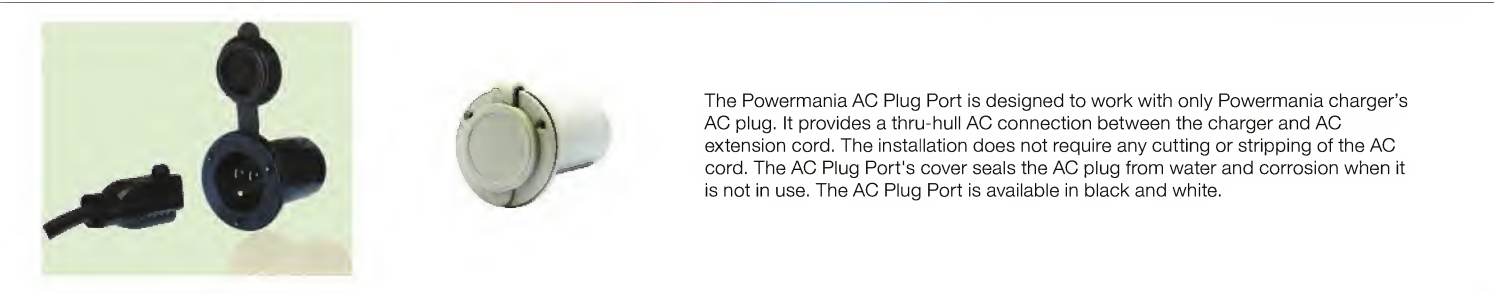 The Powermania AC Plug Port is designed to work with only Powermania charger's
AC plug. It provides a thru-hull AC connection between the charger and AC
extension cord. The installation does not require any cutting or stripping of the AC
cord. The AC Plug Port's cover seals the AC plug from water and corrosion when it
is not in use. The AC Plug Port is available in black and white.